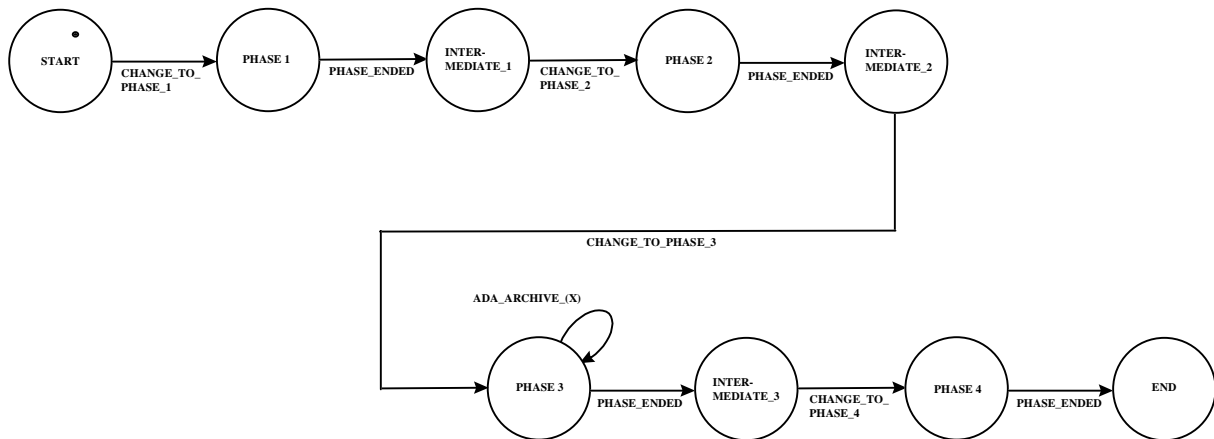 START
CHANGE_TO_
PHASE_1
PHASE 1
PHASE_ENDED
INTER-
MEDIATE_1
CHANGE_TO_
PHASE_2
PHASE 2
PHASE_ENDED
INTER-
MEDIATE_2
CHANGE_TO_PHASE_3
ADA_ARCHIVE_(X)
PHASE 3
PHASE_ENDED
INTER-
MEDIATE_3
CHANGE_TO_
PHASE_4
PHASE 4
PHASE_ENDED
END